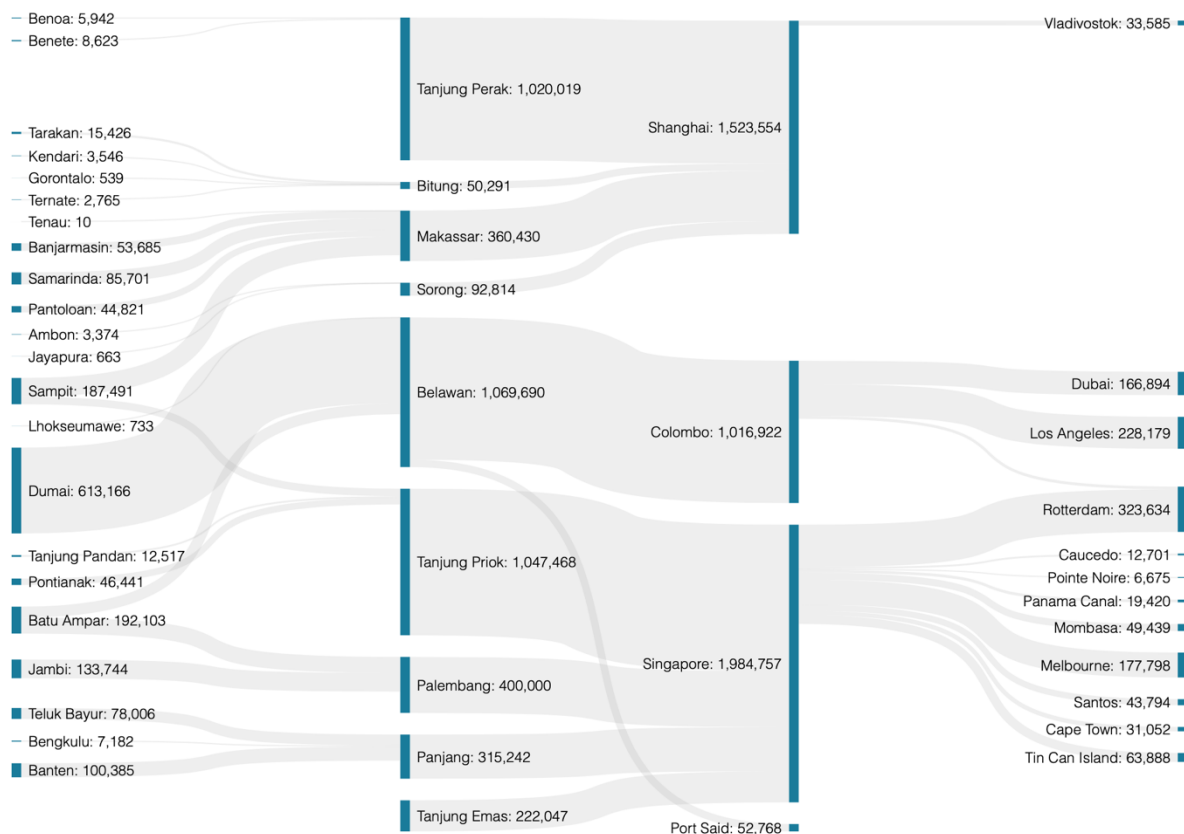 Benoa: 5,942
Benete: 8,623
Tarakan: 15,426
Kendari: 3,546
Gorontalo: 539
Ternate: 2,765
Tenau: 10
Banjarmasin: 53,685
Samarinda: 85,701
Pantoloan: 44,821
Ambon: 3,374
Jayapura: 663
Sampit: 187,491
Lhokseumawe: 733
Dumai: 613,166
Tanjung Pandan: 12,517
Pontianak: 46,441
Batu Ampar: 192,103
Jambi: 133,744
Teluk Bayur: 78,006
Bengkulu: 7,182
Banten: 100,385
Tanjung Perak: 1,020,019
Bitung: 50,291
Makassar: 360,430
Sorong: 92,814
Belawan: 1,069,690
Tanjung Priok: 1,047,468
Palembang: 400,000
Panjang: 315,242
Tanjung Emas: 222,047
Shanghai: 1,523,554
Colombo: 1,016,922
Singapore: 1,984,757
Port Said: 52,768
Vladivostok: 33,585
Dubai: 166,894
Los Angeles: 228,179
Rotterdam: 323,634
Caucedo: 12,701
Pointe Noire: 6,675
Panama Canal: 19,420
Mombasa: 49,439
Melbourne: 177,798
Santos: 43,794
Cape Town: 31,052
Tin Can Island: 63,888